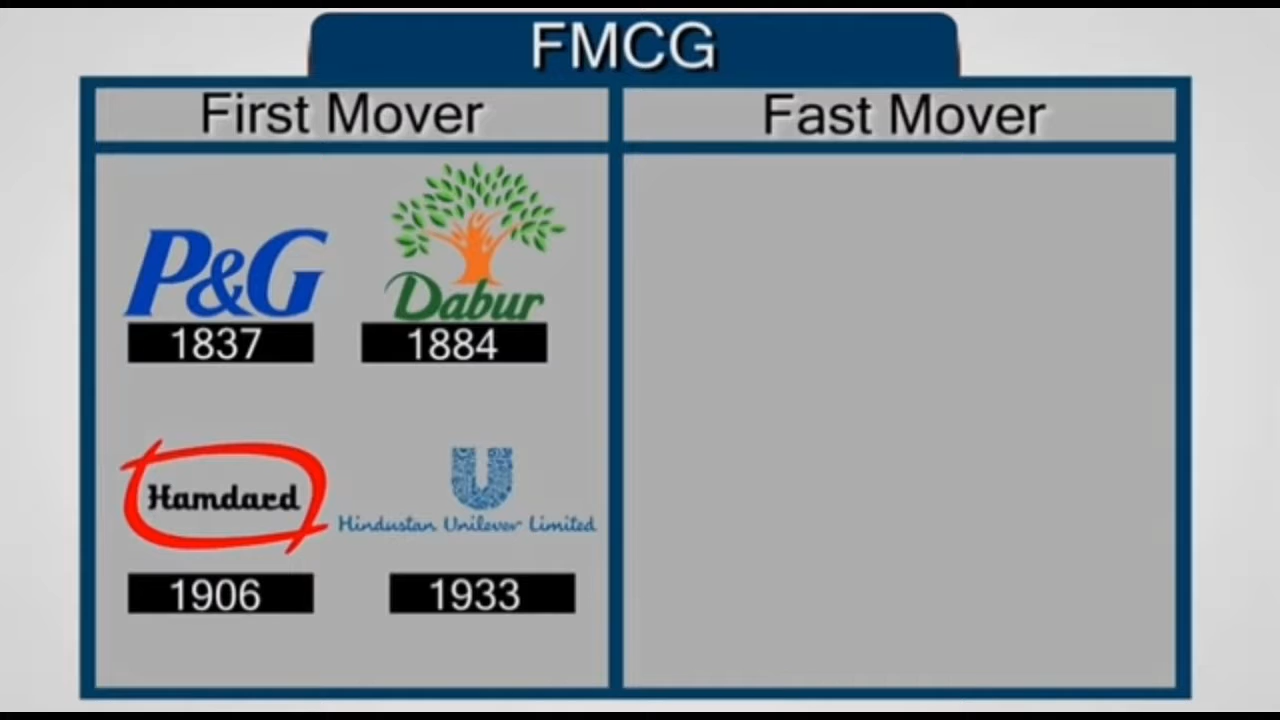 FMCG
First Mover
Fast Mover
P&G
Dabur
1837
1884
Hamdard
Hindustan Unilever Limited
1906
1933